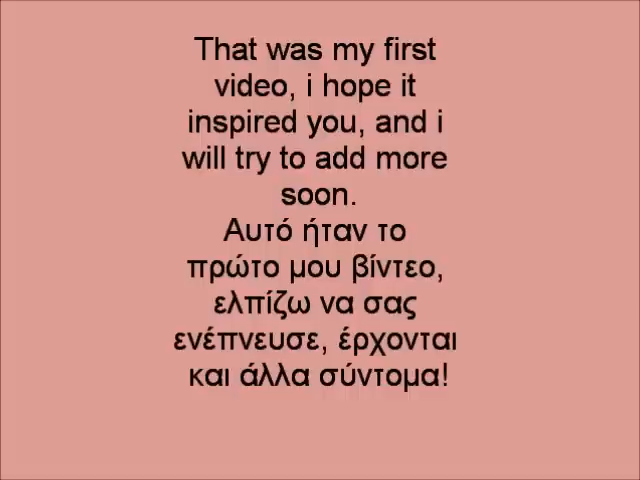 That was my first
video, i hope it
inspired you, and i
will try to add more
soon.
Αυτό ήταν το
πρώτο μου βίντεο,
ελπίζω να σας
ενέπνευσε, έρχονται
και άλλα σύντομα!